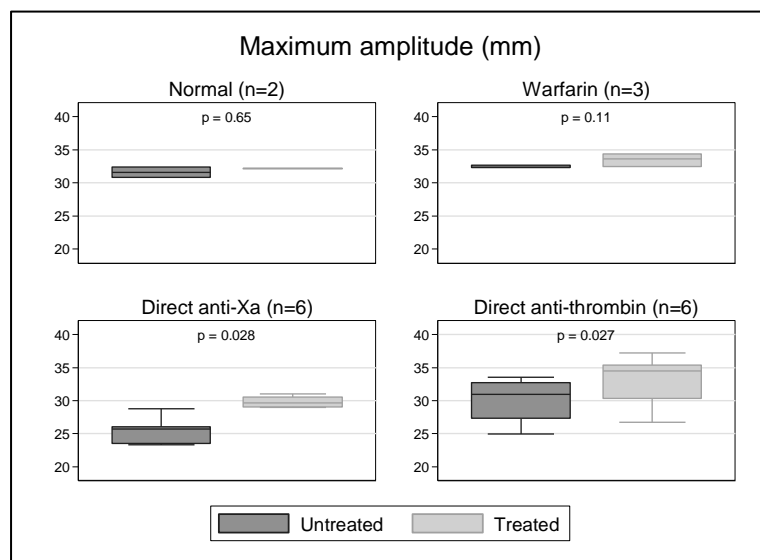 Maximum amplitude (mm)
Normal (n=2)
Warfarin (n=3)
p = 0.65
p = 0.11
40
35
30
25
20
40
35
30
25
20
Direct anti-Xa (n=6)
Direct anti-thrombin (n=6)
p = 0.028
p = 0.027
40
35
30
25
20
40
35
30
25
20
Untreated
Treated